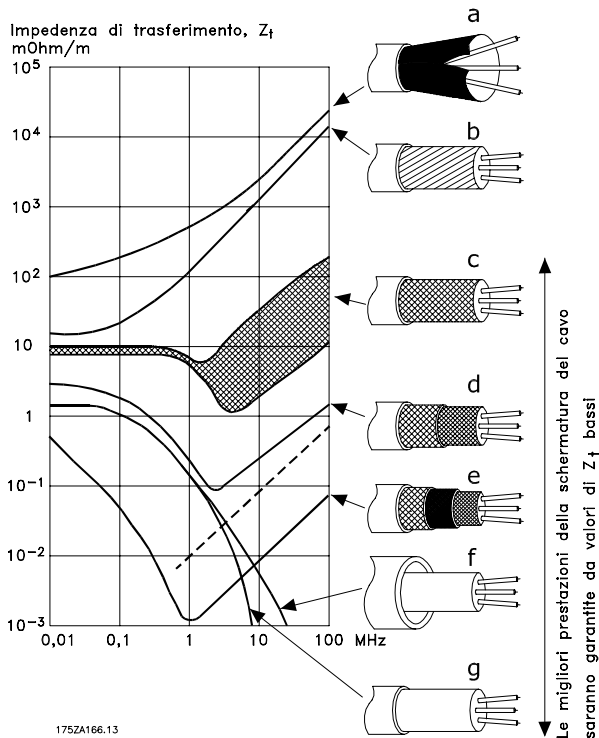 Impedenza di trasferimento, Zt
mOhm/m
10⁵
10⁴
10³
10²
10
1
10⁻¹
10⁻²
10⁻³
0,01 0,1 1 10 100 MHz
a
b
c
d
e
f
g
Le migliori prestazioni della schermatura del cavo
saranno garantite da valori di Zt bassi
175ZA166.13